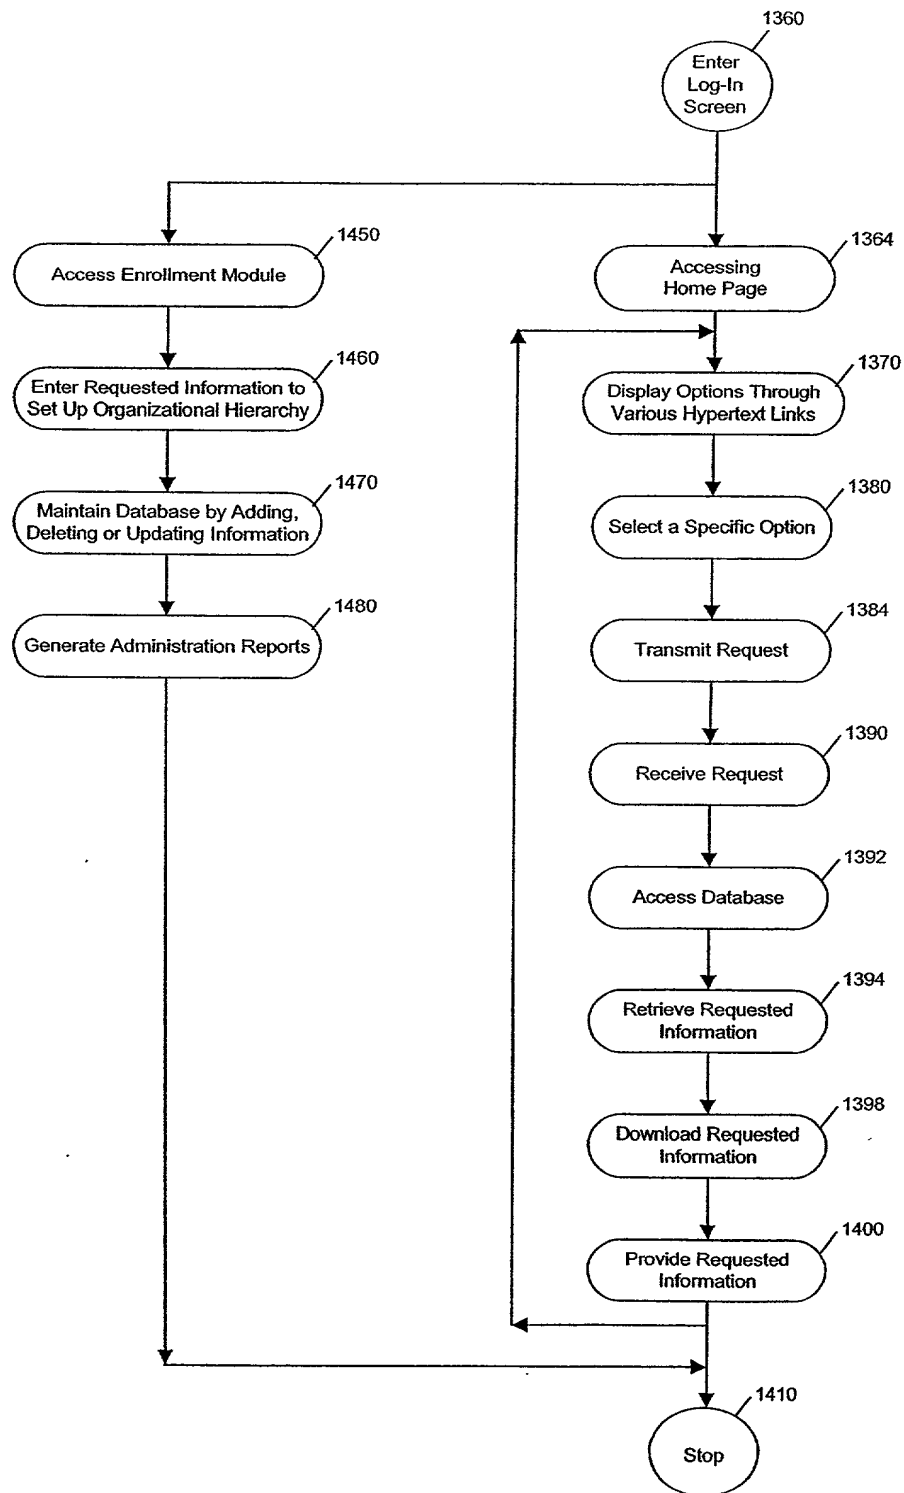 1360
Enter
Log-In
Screen
1450
Access Enrollment Module
1364
Accessing
Home Page
1460
Enter Requested Information to
Set Up Organizational Hierarchy
1370
Display Options Through
Various Hypertext Links
1470
Maintain Database by Adding,
Deleting or Updating Information
1380
Select a Specific Option
1480
Generate Administration Reports
1384
Transmit Request
1390
Receive Request
1392
Access Database
1394
Retrieve Requested
Information
1398
Download Requested
Information
1400
Provide Requested
Information
1410
Stop